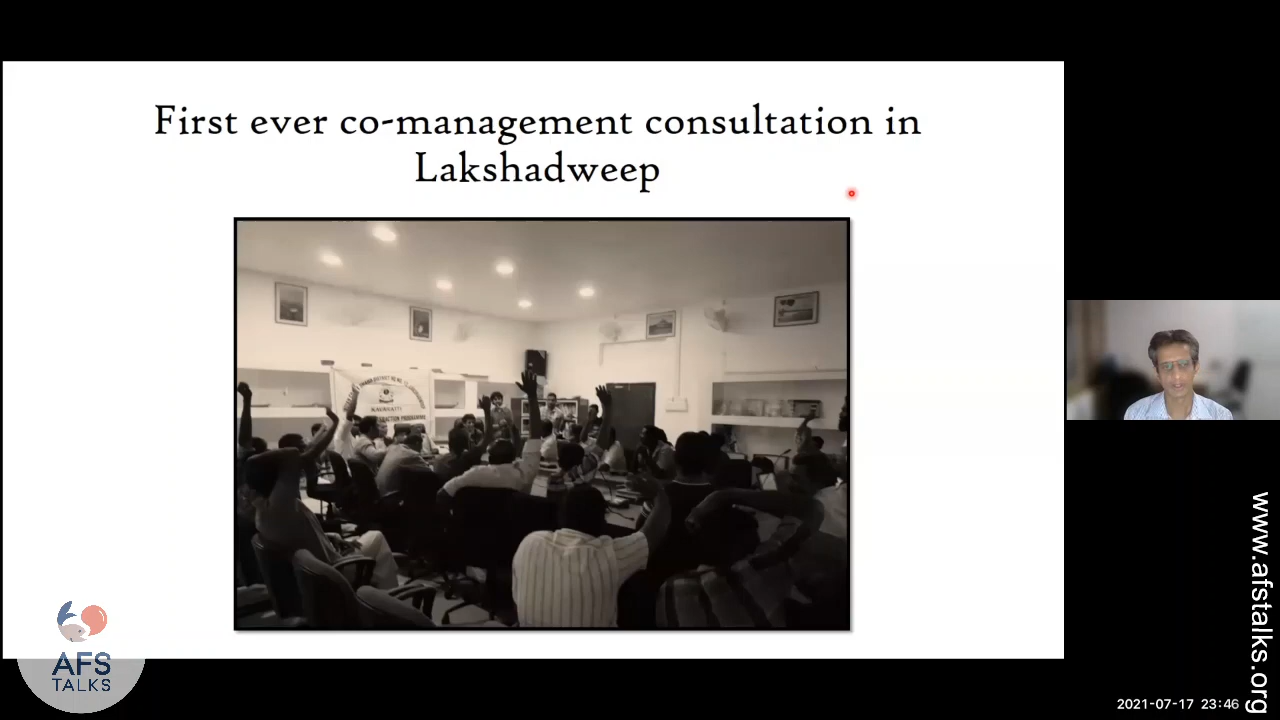 First ever co-management consultation in
Lakshadweep
KAVARATTI
AFS
TALKS
www.afstalks.org
2021-07-17 23:46